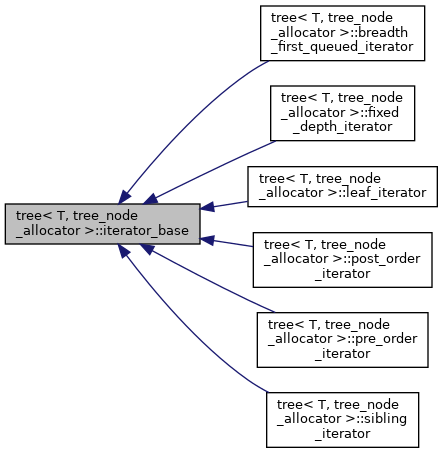 tree< T, tree_node
_allocator >::breadth
_first_queued_iterator
tree< T, tree_node
_allocator >::fixed
_depth_iterator
tree< T, tree_node
_allocator >::leaf_iterator
tree< T, tree_node
_allocator >::iterator_base
tree< T, tree_node
_allocator >::post_order
_iterator
tree< T, tree_node
_allocator >::pre_order
_iterator
tree< T, tree_node
_allocator >::sibling
_iterator